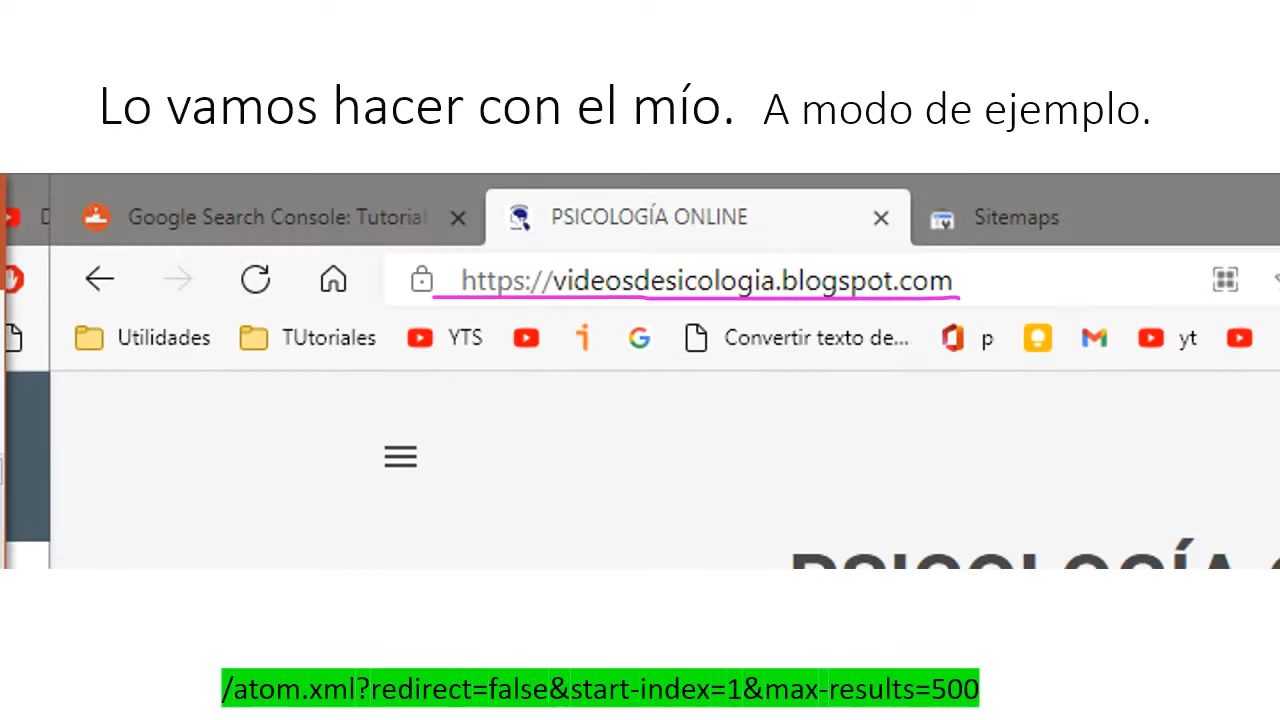 Lo vamos hacer con el mío. A modo de ejemplo.
Google Search Console: Tutorial PSICOLOGÍA ONLINE Sitemaps
https://videosdesicologia.blogspot.com
Utilidades TUtoriales YTS Convertir texto de... p yt
/atom.xml?redirect=false&start-index=1&max-results=500